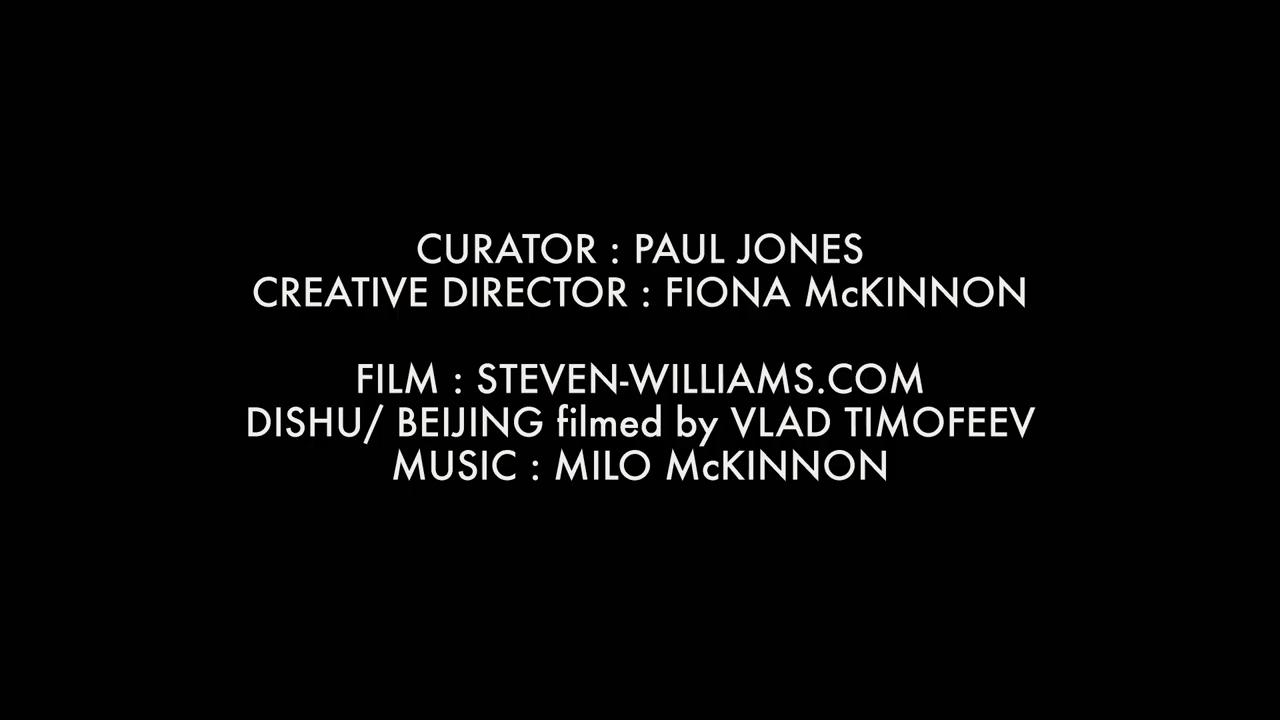 CURATOR : PAUL JONES
CREATIVE DIRECTOR : FIONA McKINNON
FILM : STEVEN-WILLIAMS.COM
DISHU/ BEIJING filmed by VLAD TIMOFEEV
MUSIC : MILO McKINNON